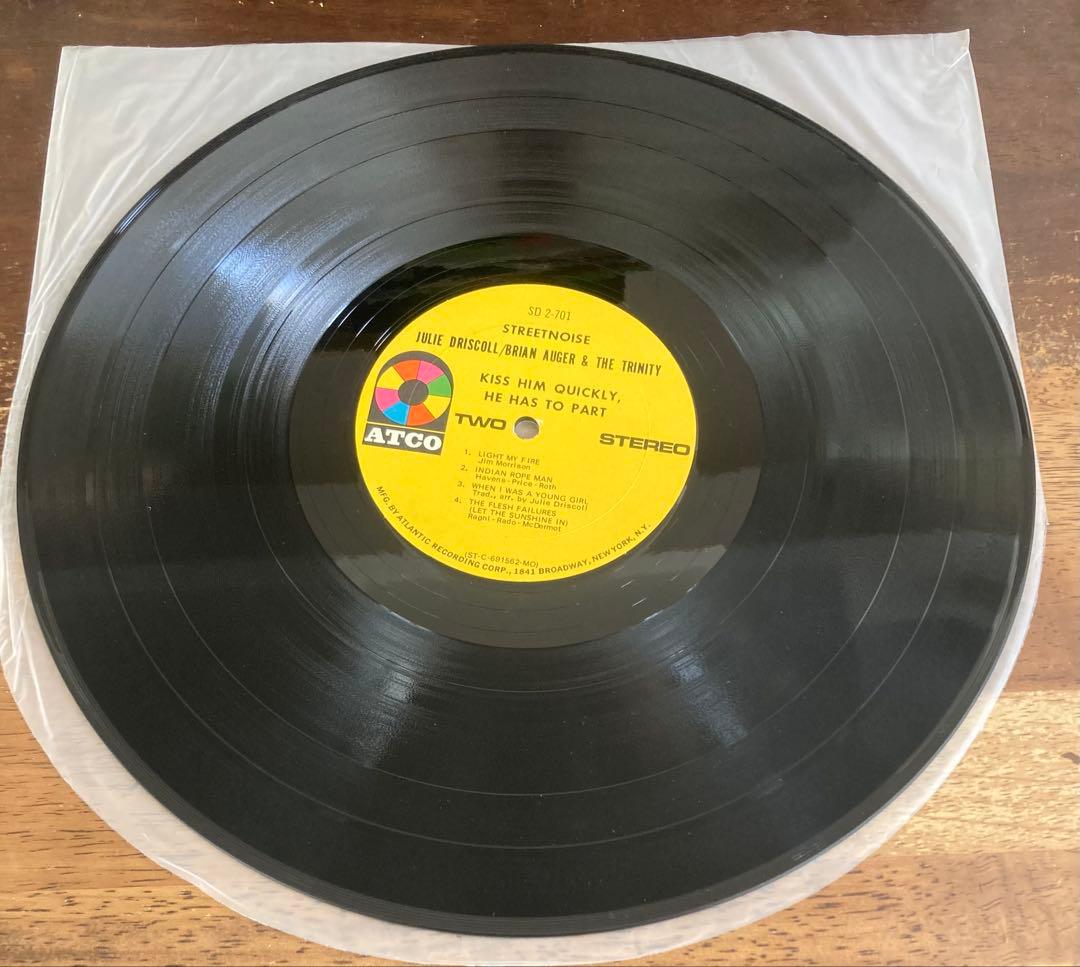 SD 2-701
STREETNOISE
JULIE DRISCOLL/BRIAN AUGER & THE TRINITY
KISS HIM QUICKLY,
HE HAS TO PART
ATCO
TWO
STEREO
1. LIGHT MY FIRE
Jim Morrison
2. INDIAN ROPE MAN
Havens-Price-Roth
3. WHEN I WAS A YOUNG GIRL
Trad., arr. by Julie Driscoll
4. THE FLESH FAILURES
(LET THE SUNSHINE IN)
Ragni-Rado-McDermot
(ST-C-691562-MO)
MFG. BY ATLANTIC RECORDING CORP., 1841 BROADWAY, NEW YORK, N.Y.